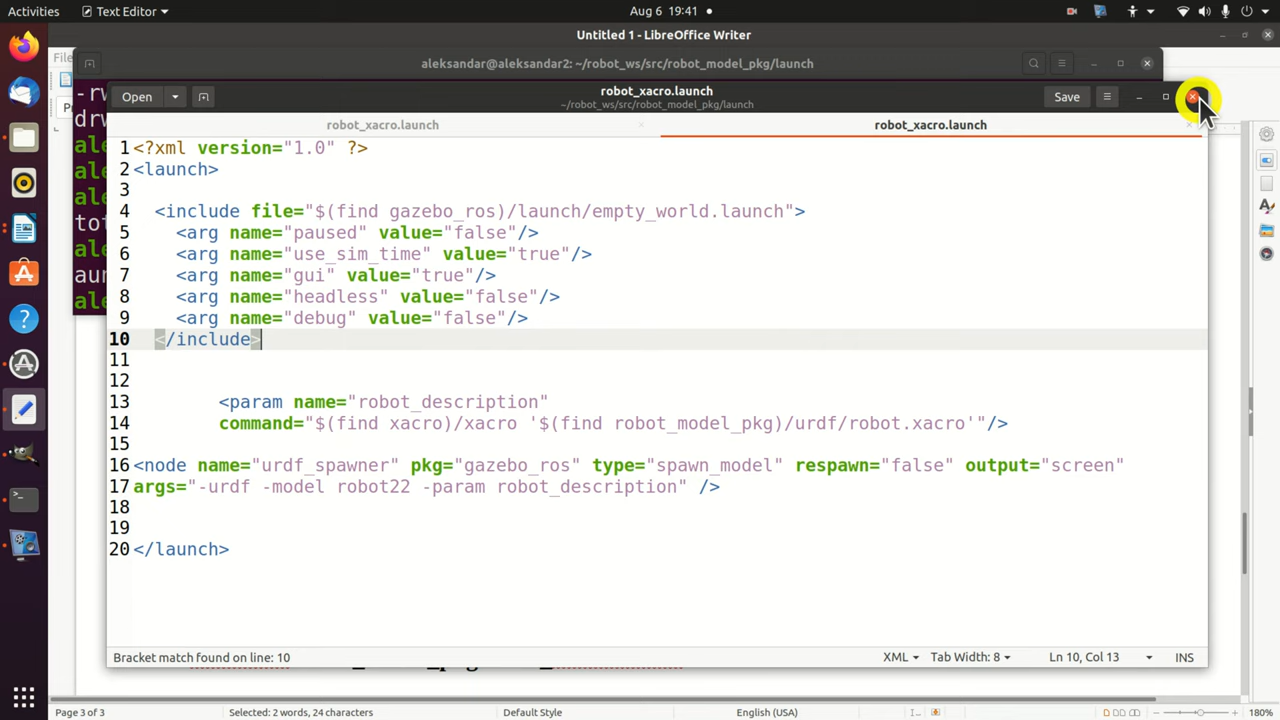 Activities
Text Editor
Aug 6 19:41
Untitled 1 - LibreOffice Writer
File
aleksandar@aleksandar2: ~/robot_ws/src/robot_model_pkg/launch
Open
robot_xacro.launch
~/robot_ws/src/robot_model_pkg/launch
Save
robot_xacro.launch
robot_xacro.launch
1 <?xml version="1.0" ?>
2 <launch>
3
4 <include file="$(find gazebo_ros)/launch/empty_world.launch">
5 <arg name="paused" value="false"/>
6 <arg name="use_sim_time" value="true"/>
7 <arg name="gui" value="true"/>
8 <arg name="headless" value="false"/>
9 <arg name="debug" value="false"/>
10 </include>
11
12
13 <param name="robot_description"
14 command="$(find xacro)/xacro '$(find robot_model_pkg)/urdf/robot.xacro'"/>
15
16 <node name="urdf_spawner" pkg="gazebo_ros" type="spawn_model" respawn="false" output="screen"
17 args="-urdf -model robot22 -param robot_description" />
18
19
20 </launch>
Bracket match found on line: 10
XML
Tab Width: 8
Ln 10, Col 13
INS
Page 3 of 3
Selected: 2 words, 24 characters
Default Style
English (USA)
180%